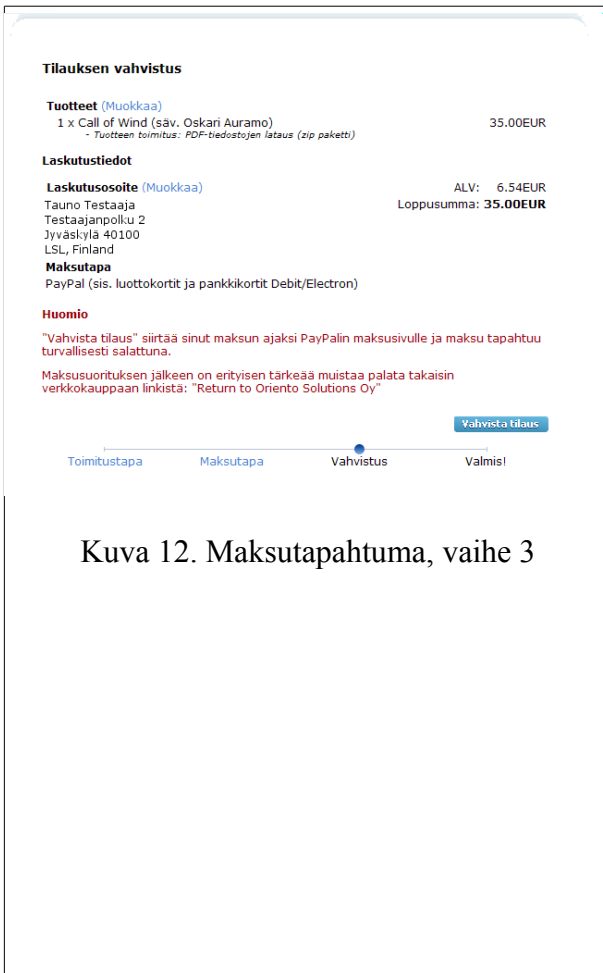 Tilauksen vahvistus
Tuotteet (Muokkaa)
1 x Call of Wind (säv. Oskari Auramo) 35.00EUR
- Tuotteen toimitus: PDF-tiedostojen lataus (zip paketti)
Laskutustiedot
Laskutusosoite (Muokkaa) ALV: 6.54EUR
Tauno Testaaja Loppusumma: 35.00EUR
Testaajanpolku 2
Jyväskylä 40100
LSL, Finland
Maksutapa
PayPal (sis. luottokortit ja pankkikortit Debit/Electron)
Huomio
"Vahvista tilaus" siirtää sinut maksun ajaksi PayPalin maksusivulle ja maksu tapahtuu
turvallisesti salattuna.
Maksusuorituksen jälkeen on erityisen tärkeää muistaa palata takaisin
verkkokauppaan linkistä: "Return to Oriento Solutions Oy"
Vahvista tilaus
Toimitustapa Maksutapa Vahvistus Valmis!
Kuva 12. Maksutapahtuma, vaihe 3